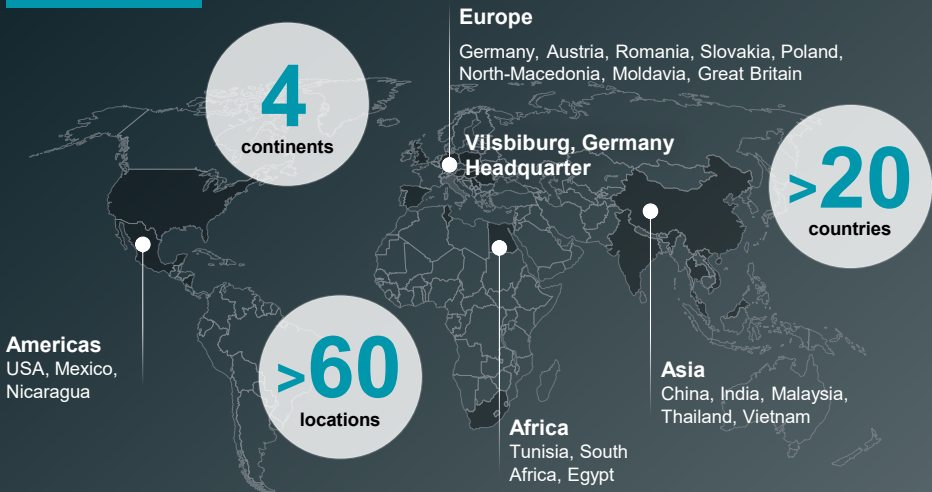 Europe
Germany, Austria, Romania, Slovakia, Poland,
North-Macedonia, Moldavia, Great Britain
4
continents
Vilsbiburg, Germany
Headquarter
>20
countries
Americas
USA, Mexico,
Nicaragua
>60
locations
Asia
China, India, Malaysia,
Thailand, Vietnam
Africa
Tunisia, South
Africa, Egypt